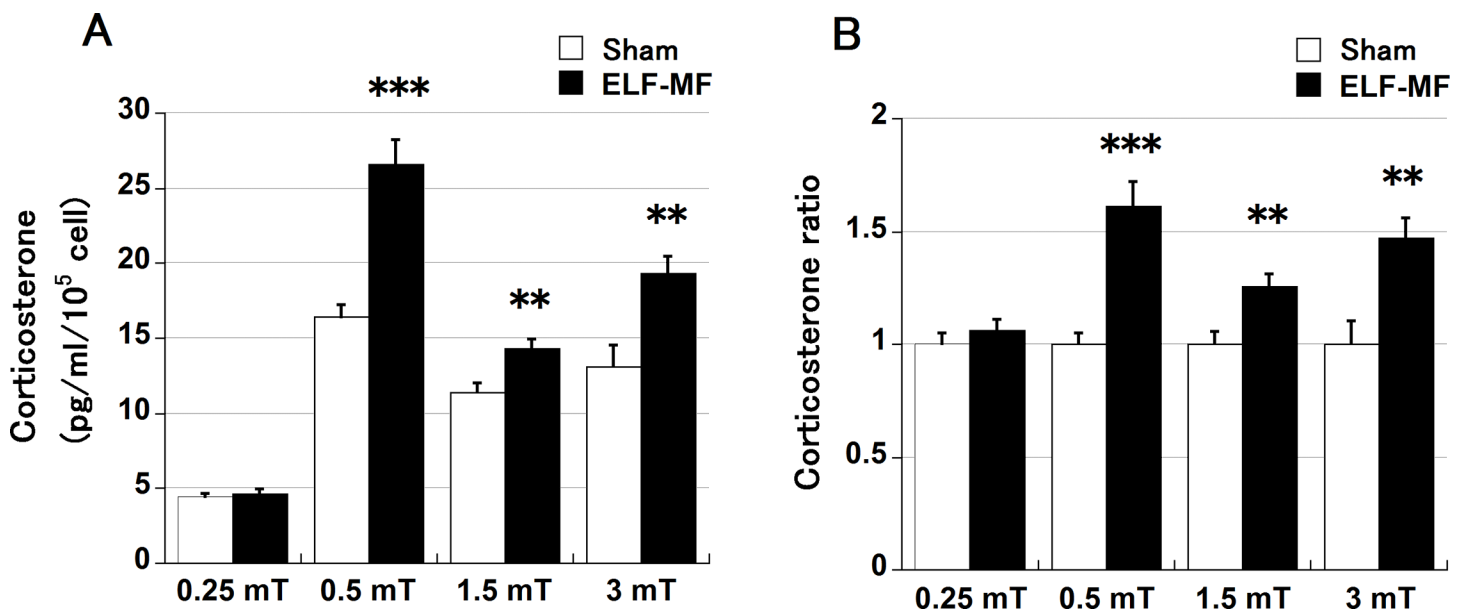 A
Sham
ELF-MF
Corticosterone
(pg/ml/10⁵ cell)
30
25
20
15
10
5
0
***
**
**
0.25 mT
0.5 mT
1.5 mT
3 mT
B
Sham
ELF-MF
Corticosterone ratio
2
1.5
1
0.5
0
***
**
**
0.25 mT
0.5 mT
1.5 mT
3 mT